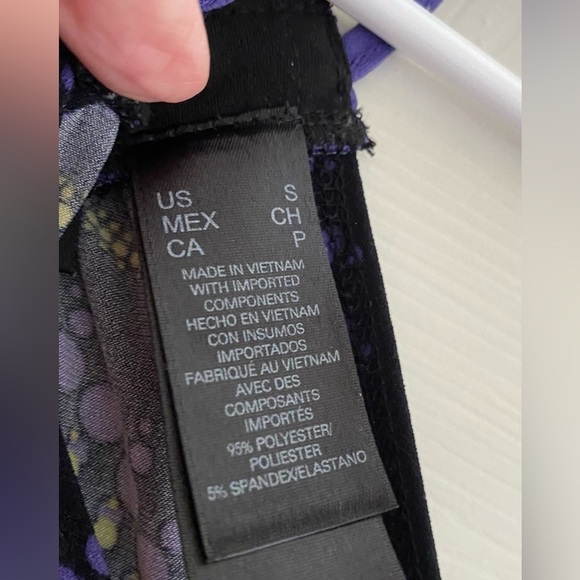 US S
MEX CH
CA P
MADE IN VIETNAM
WITH IMPORTED
COMPONENTS
HECHO EN VIETNAM
CON INSUMOS
IMPORTADOS
FABRIQUÉ AU VIETNAM
AVEC DES
COMPOSANTS
IMPORTÉS
95% POLYESTER/
POLIESTER
5% SPANDEX/ELASTANO